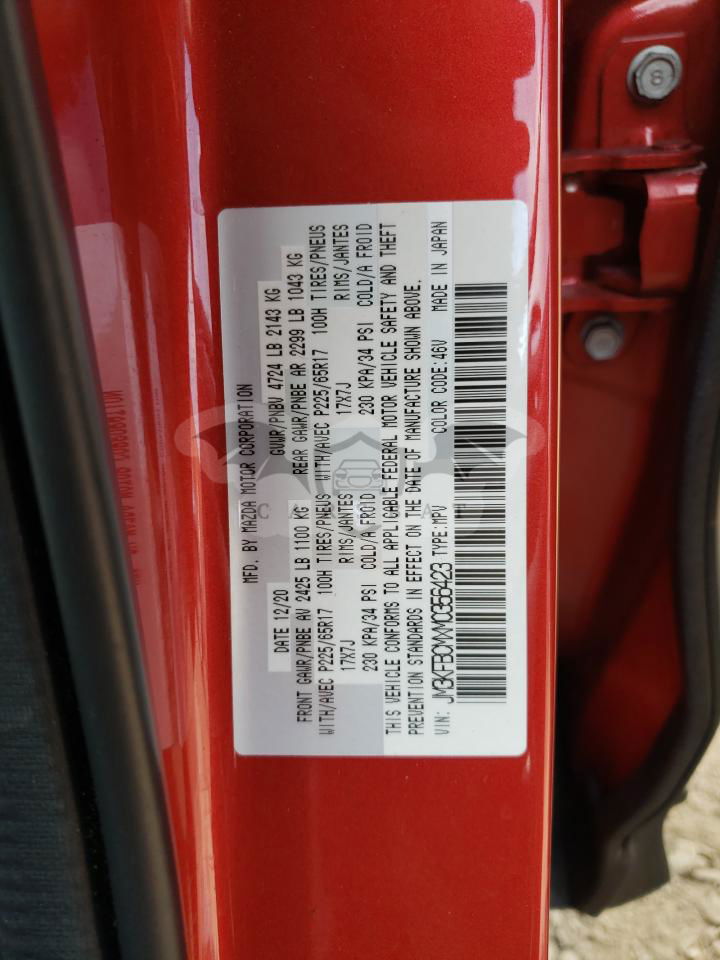 MFD. BY MAZDA MOTOR CORPORATION
DATE 12/20 GVWR/PNBV 4724 LB 2143 KG
FRONT GAWR/PNBE AV 2425 LB 1100 KG REAR GAWR/PNBE AR 2299 LB 1043 KG
WITH/AVEC P225/65R17 100H TIRES/PNEUS WITH/AVEC P225/65R17 100H TIRES/PNEUS
17X7J RIMS/JANTES 17X7J RIMS/JANTES
230 KPA/34 PSI COLD/A FROID 230 KPA/34 PSI COLD/A FROID
THIS VEHICLE CONFORMS TO ALL APPLICABLE FEDERAL MOTOR VEHICLE SAFETY AND THEFT
PREVENTION STANDARDS IN EFFECT ON THE DATE OF MANUFACTURE SHOWN ABOVE.
VIN: JM3KFBCMXM0356423 TYPE:MPV COLOR CODE:46V MADE IN JAPAN
8